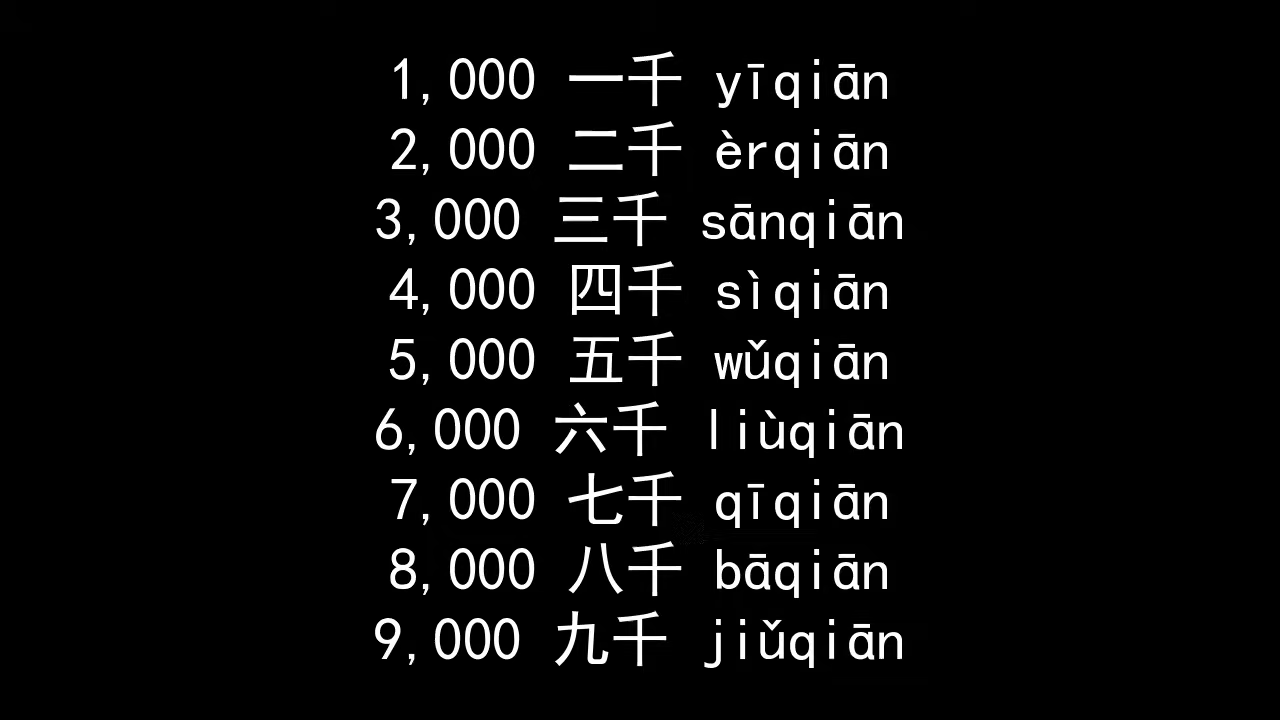 1,000 一千 yīqiān
2,000 二千 èrqiān
3,000 三千 sānqiān
4,000 四千 sìqiān
5,000 五千 wǔqiān
6,000 六千 liùqiān
7,000 七千 qīqiān
8,000 八千 bāqiān
9,000 九千 jiǔqiān